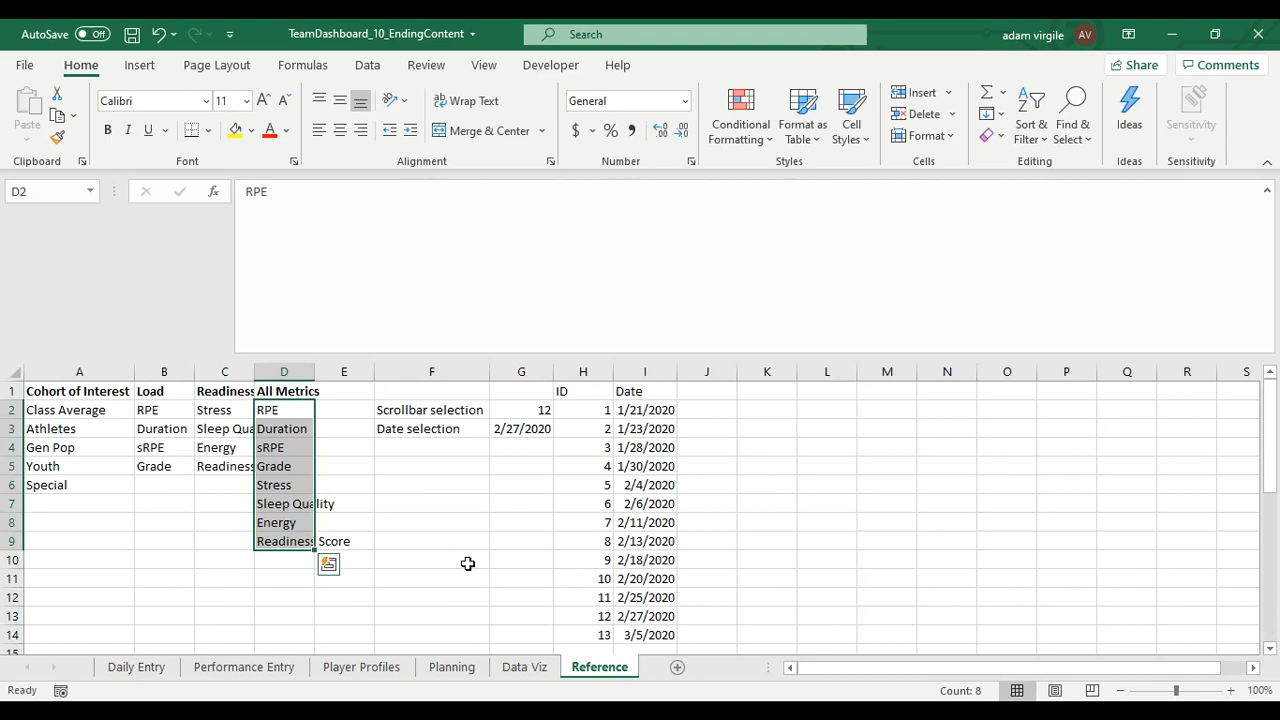 AutoSave Off TeamDashboard_10_EndingContent Search adam virgile AV
File Home Insert Page Layout Formulas Data Review View Developer Help Share Comments
Paste Calibri 11 Wrap Text General Conditional Formatting Format as Table Cell Styles Insert Sort & Filter Find & Select Ideas Sensitivity
Merge & Center Delete
Format
Clipboard Font Alignment Number Styles Cells Editing Ideas Sensitivity
D2 fx RPE
A B C D E F G H I J K L M N O P Q R S
1 Cohort of Interest Load Readiness All Metrics ID Date
2 Class Average RPE Stress RPE Scrollbar selection 12 1 1/21/2020
3 Athletes Duration Sleep Qua Duration Date selection 2/27/2020 2 1/23/2020
4 Gen Pop sRPE Energy sRPE 3 1/28/2020
5 Youth Grade Readiness Grade 4 1/30/2020
6 Special Stress 5 2/4/2020
7 Sleep Quality 6 2/6/2020
8 Energy 7 2/11/2020
9 Readiness Score 8 2/13/2020
10 9 2/18/2020
11 10 2/20/2020
12 11 2/25/2020
13 12 2/27/2020
14 13 3/5/2020
15
Daily Entry Performance Entry Player Profiles Planning Data Viz Reference
Ready Count: 8 100%